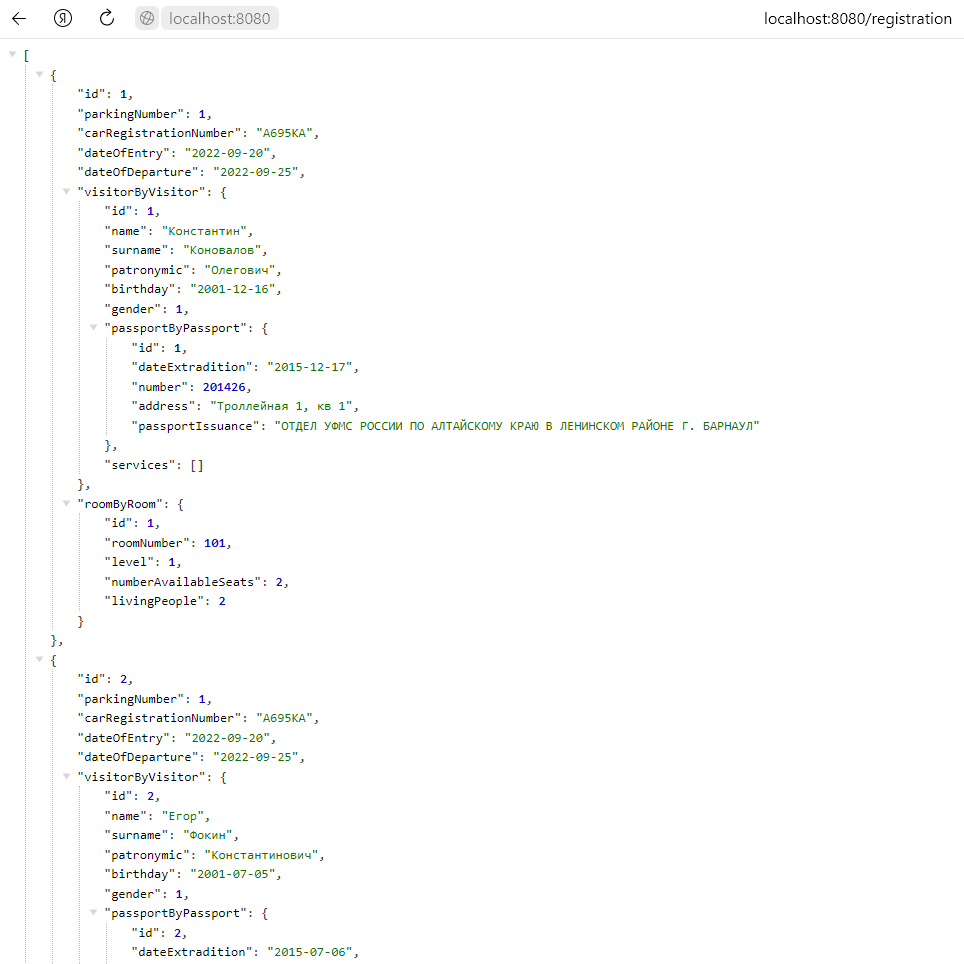 Я localhost:8080 localhost:8080/registration
[
{
"id": 1,
"parkingNumber": 1,
"carRegistrationNumber": "А695КА",
"dateOfEntry": "2022-09-20",
"dateOfDeparture": "2022-09-25",
"visitorByVisitor": {
"id": 1,
"name": "Константин",
"surname": "Коновалов",
"patronymic": "Олегович",
"birthday": "2001-12-16",
"gender": 1,
"passportByPassport": {
"id": 1,
"dateExtradition": "2015-12-17",
"number": 201426,
"address": "Троллейная 1, кв 1",
"passportIssuance": "ОТДЕЛ УФМС РОССИИ ПО АЛТАЙСКОМУ КРАЮ В ЛЕНИНСКОМ РАЙОНЕ Г. БАРНАУЛ"
},
"services": []
},
"roomByRoom": {
"id": 1,
"roomNumber": 101,
"level": 1,
"numberAvailableSeats": 2,
"livingPeople": 2
}
},
{
"id": 2,
"parkingNumber": 1,
"carRegistrationNumber": "А695КА",
"dateOfEntry": "2022-09-20",
"dateOfDeparture": "2022-09-25",
"visitorByVisitor": {
"id": 2,
"name": "Егор",
"surname": "Фокин",
"patronymic": "Константинович",
"birthday": "2001-07-05",
"gender": 1,
"passportByPassport": {
"id": 2,
"dateExtradition": "2015-07-06",